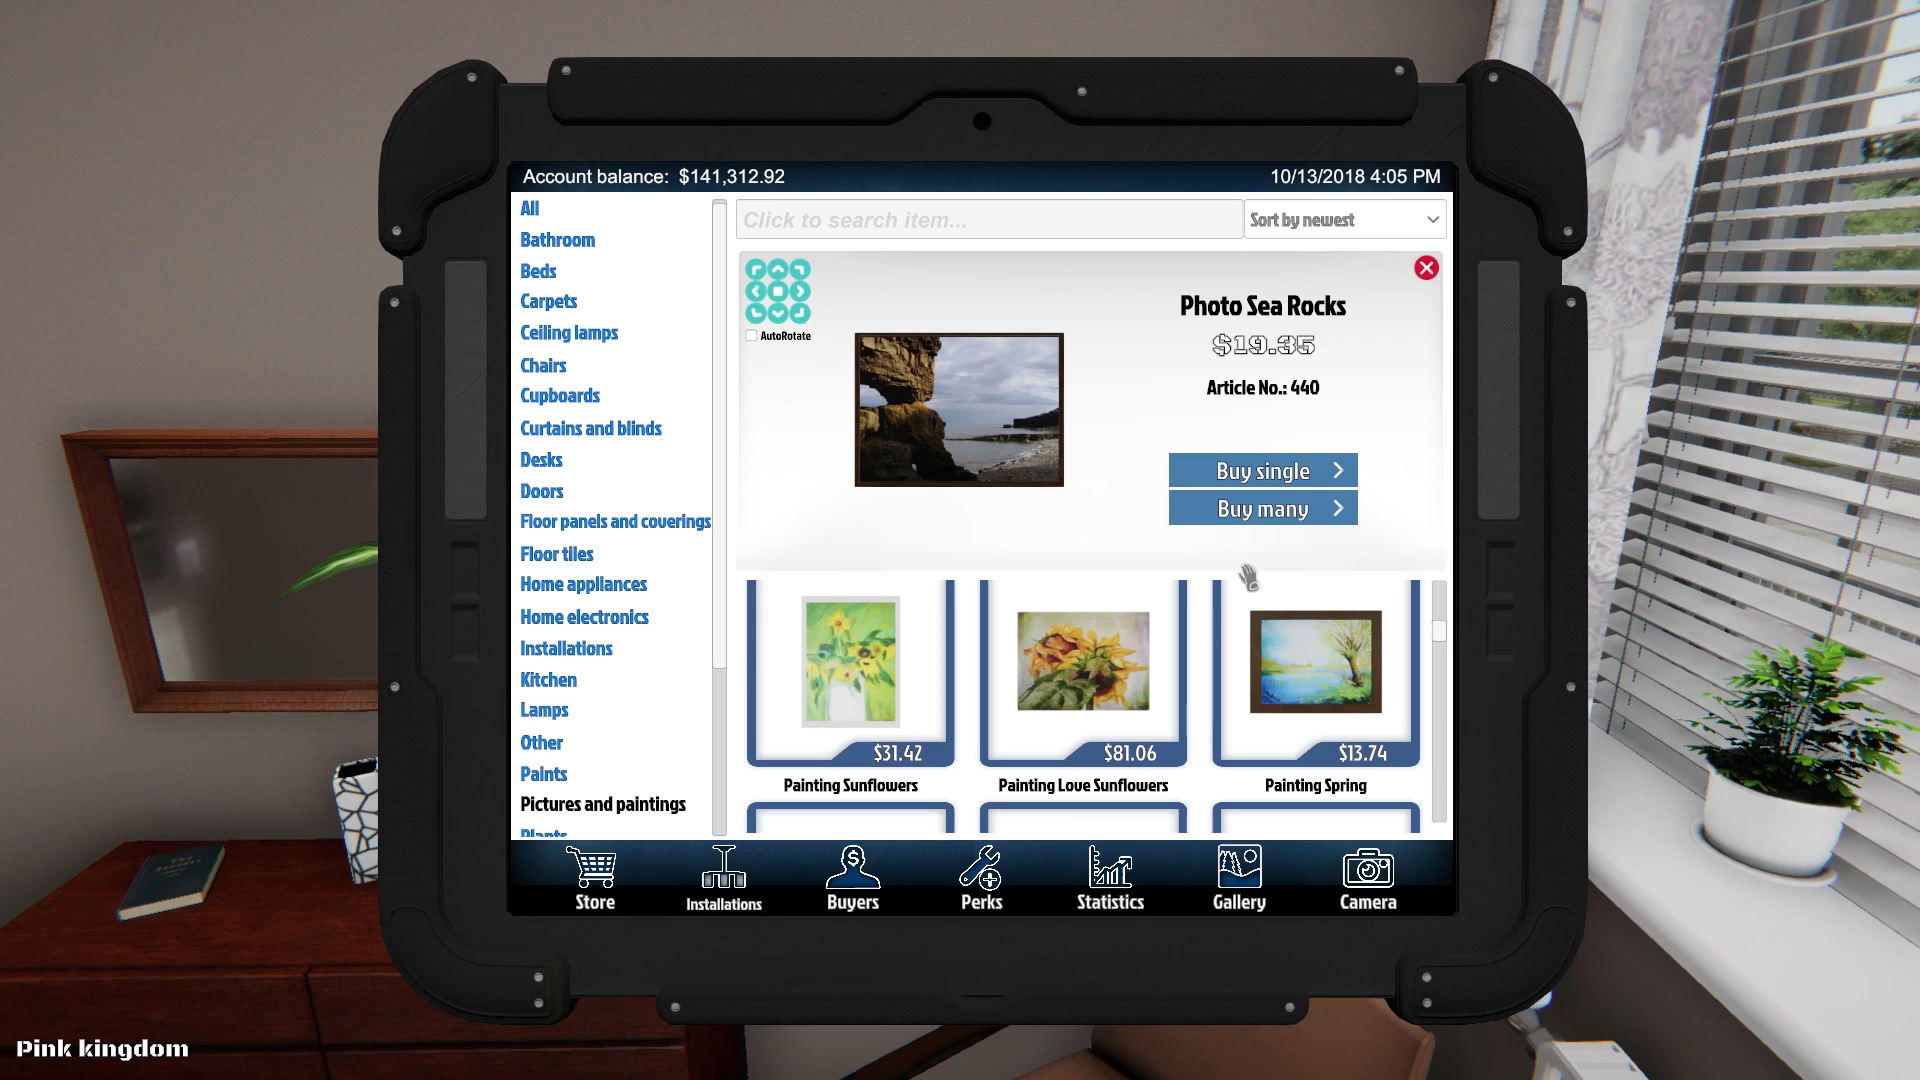 Account balance: $141,312.92
10/13/2018 4:05 PM
All
Bathroom
Beds
Carpets
Ceiling lamps
Chairs
Cupboards
Curtains and blinds
Desks
Doors
Floor panels and coverings
Floor tiles
Home appliances
Home electronics
Installations
Kitchen
Lamps
Other
Paints
Pictures and paintings
Plants
Click to search item...
Sort by newest
AutoRotate
Photo Sea Rocks
$19.35
Article No.: 440
Buy single
Buy many
$31.42
$81.06
$13.74
Painting Sunflowers
Painting Love Sunflowers
Painting Spring
Store
Installations
Buyers
Perks
Statistics
Gallery
Camera
Pink kingdom